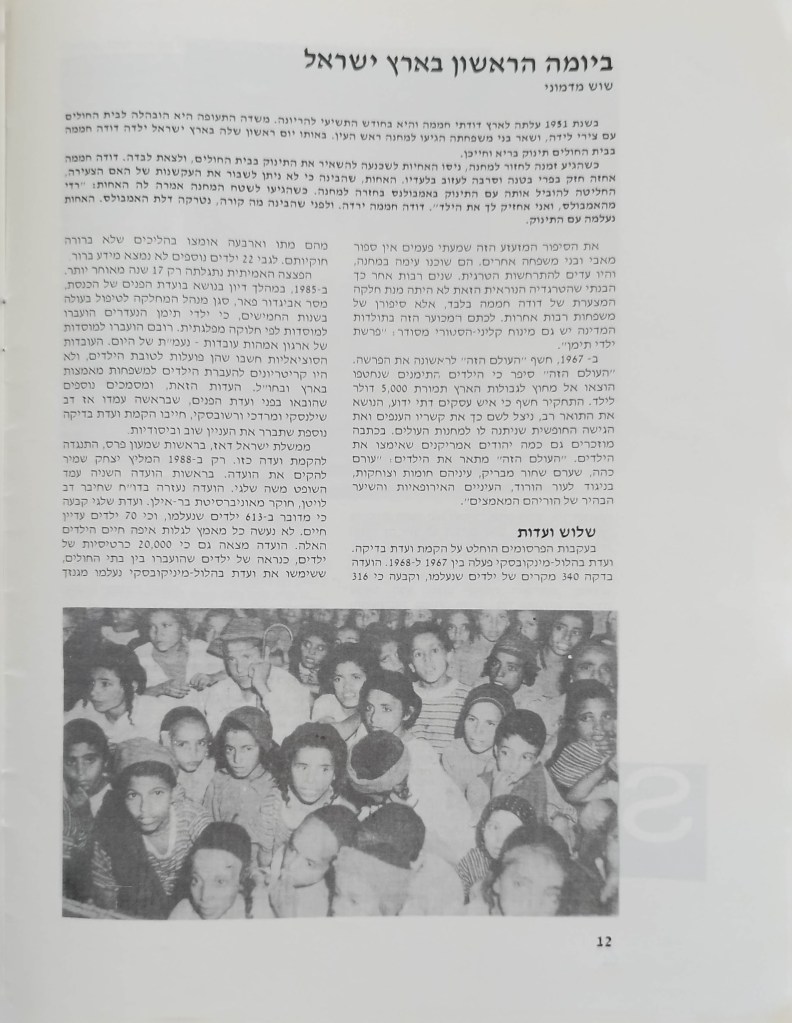 ביומה הראשון בארץ ישראל
שוש מדמוני
בשנת 1951 עלתה לארץ דודתי חממה והיא בחודש התשיעי להריונה. משדה התעופה היא הובהלה לבית החולים
עם צירי לידה, ושאר בני משפחתה הגיעו למחנה ראש העין. באותו יום ראשון שלה בארץ ישראל ילדה דודה חממה
בבית החולים תינוק בריא וחייכן.
כשהגיע זמנה לחזור למחנה, ניסו האחיות לשכנעה להשאיר את התינוק בבית החולים, ולצאת לבדה. דודה חממה
אחזה חזק בפרי בטנה וסרבה לעזוב בלעדיו. האחות, שהבינה כי לא ניתן לשבור את העקשנות של האם הצעירה,
החליטה להוביל אותה עם התינוק באמבולנס בחזרה למחנה. כשהגיעו לשטח המחנה אמרה לה האחות: "רדי
מהאמבולס, ואני אחזיק לך את הילד". דודה חממה ירדה. ולפני שהבינה מה קורה, נטרקה דלת האמבולס. האחות
נעלמה עם התינוק.
את הסיפור המזעזע הזה שמעתי פעמים אין ספור
מאבי ובני משפחה אחרים. הם שוכנו עימה במחנה,
והיו עדים להתרחשות הטרגית. שנים רבות אחר כך
הבנתי שהטרגדיה הנוראית הזאת לא היתה מנת חלקה
המצערת של דודה חממה בלבד, אלא סיפורן של
משפחות רבות אחרות. לכתם המכוער הזה בתולדות
המדינה יש גם מינוח קליני-הסטורי מסודר: "פרשת
ילדי תימן".
ב- 1967, חשף "העולם הזה" לראשונה את הפרשה.
"העולם הזה" סיפר כי הילדים התימנים שנחטפו
הוצאו אל מחוץ לגבולות הארץ תמורת 5,000 דולר
לילד. התחקיר חשף כי איש עסקים דתי ידוע, הנושא
את התואר רב, ניצל לשם כך את קשריו הענפים ואת
הגישה החופשית שניתנה לו למחנות העולים. בכתבה
מוזכרים גם כמה יהודים אמריקנים שאימצו את
הילדים. "העולם הזה" מתאר את הילדים: "עורם
כהה, שערם שחור מבריק, עיניהם חומות וצוחקות,
בניגוד לעור הורוד, העיניים האירופאיות והשיער
הבהיר של הוריהם המאמצים".
שלוש ועדות
בעקבות הפרסומים הוחלט על הקמת ועדת בדיקה.
ועדת בהלול-מינקובסקי פעלה בין 1967 ל-1968. הועדה
בדקה 340 מקרים של ילדים שנעלמו, וקבעה כי 316
מהם מתו וארבעה אומצו בהליכים שלא ברורה
חוקיותם. לגבי 22 ילדים נוספים לא נמצא מידע ברור
הפצצה האמיתית נתגלתה רק 17 שנה מאוחר יותר.
ב-1985, במהלך דיון בנושא בועדת הפנים של הכנסת,
מסר אביגדור פאר, סגן מנהל המחלקה לטיפול בעולה
בשנות החמישים, כי ילדי תימן הנעדרים הועברו
למוסדות לפי חלוקה מפלגתית. רובם הועברו למוסדות
של ארגון אמהות עובדות - נעמ"ת של היום. העובדות
הסוציאליות חשבו שהן פועלות לטובת הילדים, ולא
היו קריטריונים להעברת הילדים למשפחות מאמצות
בארץ ובחו"ל. העדות הזאת, ומסמכים נוספים
שהובאו בפני ועדת הפנים, שבראשה עמדו אז דב
שילנסקי ומרדכי ורשובסקי, חייבו הקמת ועדת בדיקה
נוספת שתברר את העניין שוב וביסודיות.
ממשלת ישראל דאז, בראשות שמעון פרס, התנגדה
להקמת ועדה כזו. רק ב-1988 המליץ יצחק שמיר
להקים את הועדה. בראשות הועדה השניה עמד
השופט משה שלגי. הועדה נעזרה בדו"ח שחיבר דב
לויטן, חוקר מאוניברסיטת בר-אילן. ועדת שלגי קבעה
כי מדובר ב-613 ילדים שנעלמו, וכי 70 ילדים עדיין
חיים. לא נעשה כל מאמץ לגלות איפה חיים הילדים
האלה. הועדה מצאה גם כי 20,000 כרטיסיות של
ילדים, כנראה של ילדים שהועברו בין בתי החולים,
ששימשו את ועדת בהלול-מיניקובסקי נעלמו מגנזך
12